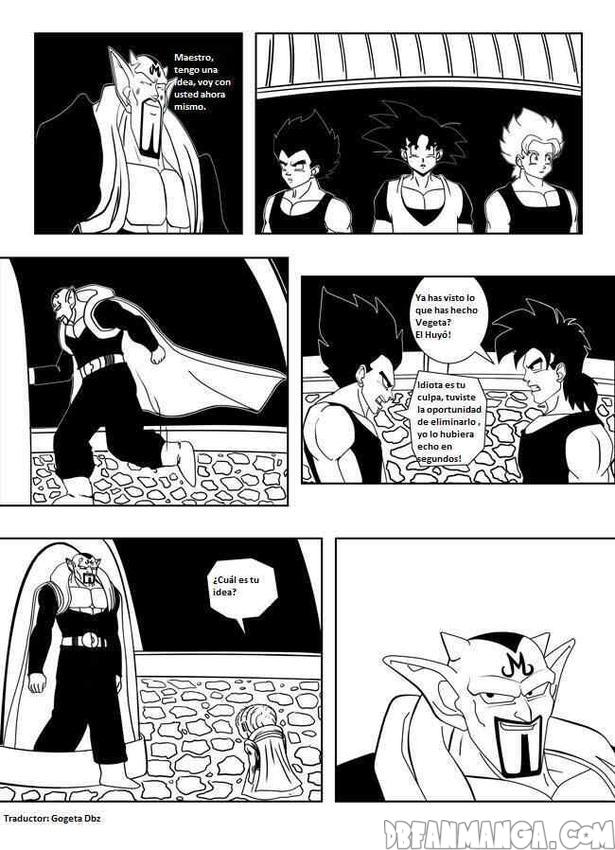 Maestro,
tengo una
idea, voy con
usted ahora
mismo.
Ya has visto lo
que has hecho
Vegeta?
El Huyó!
Idiota es tu
culpa, tuviste
la oportunidad
de eliminarlo ,
yo lo hubiera
echo en
segundos!
¿Cuál es tu
idea?
M
Traductor: Gogeta Dbz
DBFANMANGA.COM